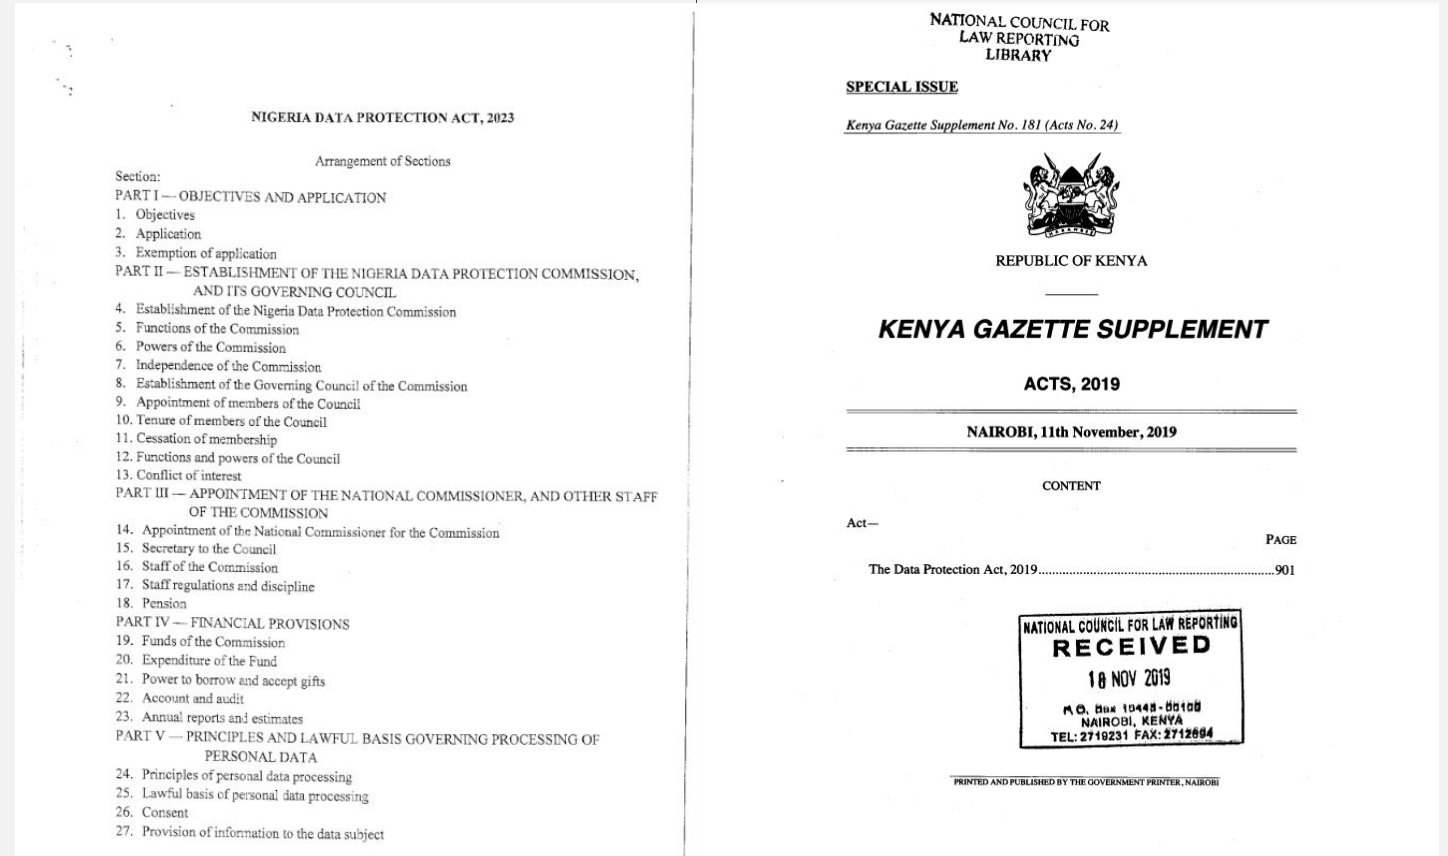 NIGERIA DATA PROTECTION ACT, 2023
Arrangement of Sections
Section:
PART I — OBJECTIVES AND APPLICATION
1. Objectives
2. Application
3. Exemption of application
PART II — ESTABLISHMENT OF THE NIGERIA DATA PROTECTION COMMISSION,
AND ITS GOVERNING COUNCIL
4. Establishment of the Nigeria Data Protection Commission
5. Functions of the Commission
6. Powers of the Commission
7. Independence of the Commission
8. Establishment of the Governing Council of the Commission
9. Appointment of members of the Council
10. Tenure of members of the Council
11. Cessation of membership
12. Functions and powers of the Council
13. Conflict of interest
PART III — APPOINTMENT OF THE NATIONAL COMMISSIONER, AND OTHER STAFF
OF THE COMMISSION
14. Appointment of the National Commissioner for the Commission
15. Secretary to the Council
16. Staff of the Commission
17. Staff regulations and discipline
18. Pension
PART IV — FINANCIAL PROVISIONS
19. Funds of the Commission
20. Expenditure of the Fund
21. Power to borrow and accept gifts
22. Account and audit
23. Annual reports and estimates
PART V — PRINCIPLES AND LAWFUL BASIS GOVERNING PROCESSING OF
PERSONAL DATA
24. Principles of personal data processing
25. Lawful basis of personal data processing
26. Consent
27. Provision of information to the data subject
NATIONAL COUNCIL FOR
LAW REPORTING
LIBRARY
SPECIAL ISSUE
Kenya Gazette Supplement No. 181 (Acts No. 24)
HARAMBEE
REPUBLIC OF KENYA
KENYA GAZETTE SUPPLEMENT
ACTS, 2019
NAIROBI, 11th November, 2019
CONTENT
Act—
PAGE
The Data Protection Act, 2019......................................................................901
NATIONAL COUNCIL FOR LAW REPORTING
RECEIVED
18 NOV 2019
P.O. Box
NAIROBI, KENYA
TEL: 2719231 FAX: 2712694
PRINTED AND PUBLISHED BY THE GOVERNMENT PRINTER, NAIROBI